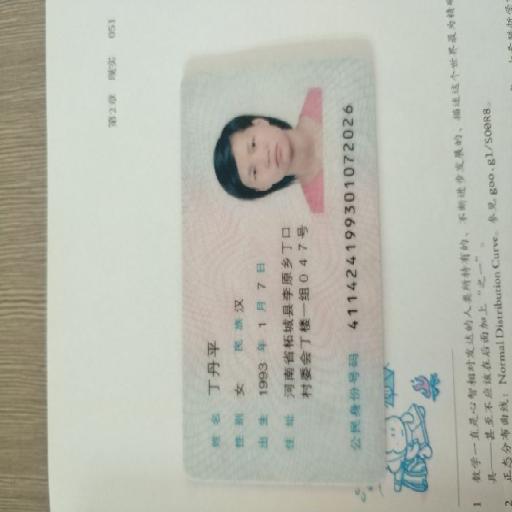 第2章 现实 051
姓名 丁丹平
性别 女 民族 汉
出生 1993 年 1 月 7 日
住址 河南省柘城县李原乡丁口
村委会丁楼一组047号
公民身份号码 411424199301072026
1 数学一直是心智相对发达的人类所特有的、不断进步发展的、描述这个世界最为精
具——甚至不应该在后面加上“之一”。
2 正态分布曲线：Normal Distribution Curve。参见 goo.gl/SO0R8。